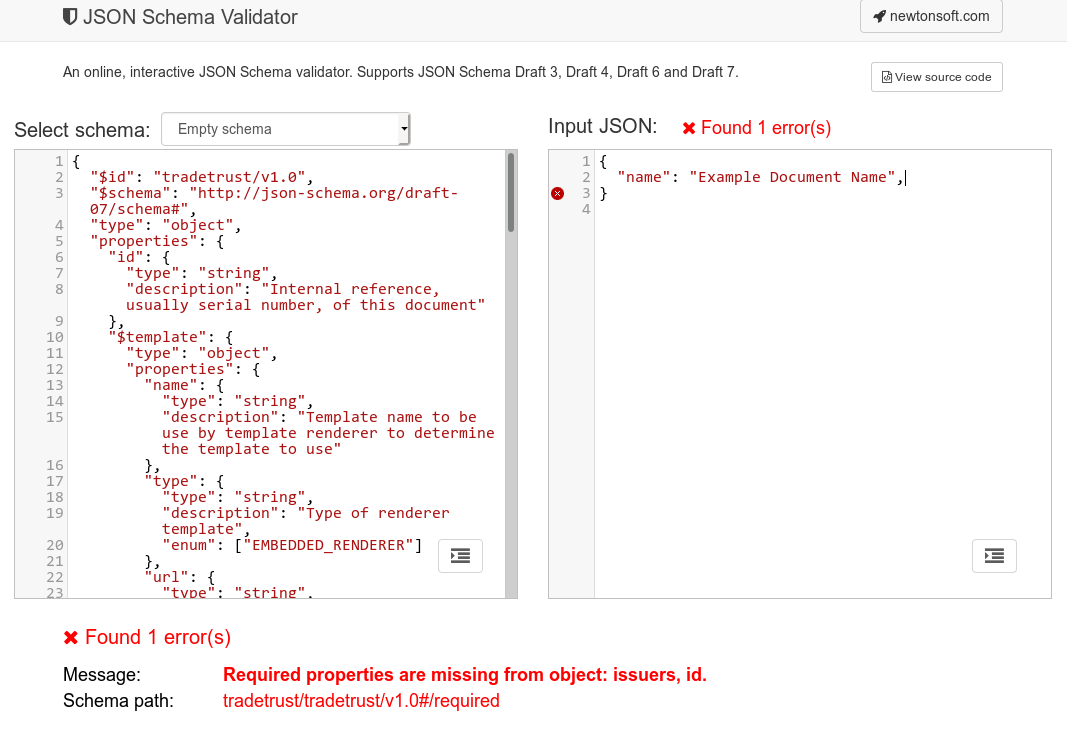 JSON Schema Validator
newtonsoft.com
An online, interactive JSON Schema validator. Supports JSON Schema Draft 3, Draft 4, Draft 6 and Draft 7.
View source code
Select schema: Empty schema
1 {
2 "$id": "tradetrust/v1.0",
3 "$schema": "http://json-schema.org/draft-
07/schema#",
4 "type": "object",
5 "properties": {
6 "id": {
7 "type": "string",
8 "description": "Internal reference,
usually serial number, of this document"
9 },
10 "$template": {
11 "type": "object",
12 "properties": {
13 "name": {
14 "type": "string",
15 "description": "Template name to be
use by template renderer to determine
the template to use"
16 },
17 "type": {
18 "type": "string",
19 "description": "Type of renderer
template",
20 "enum": ["EMBEDDED_RENDERER"]
21 },
22 "url": {
23 "type": "string",
Input JSON: Found 1 error(s)
1 {
2 "name": "Example Document Name",
3 }
4
Found 1 error(s)
Message: Required properties are missing from object: issuers, id.
Schema path: tradetrust/tradetrust/v1.0#/required